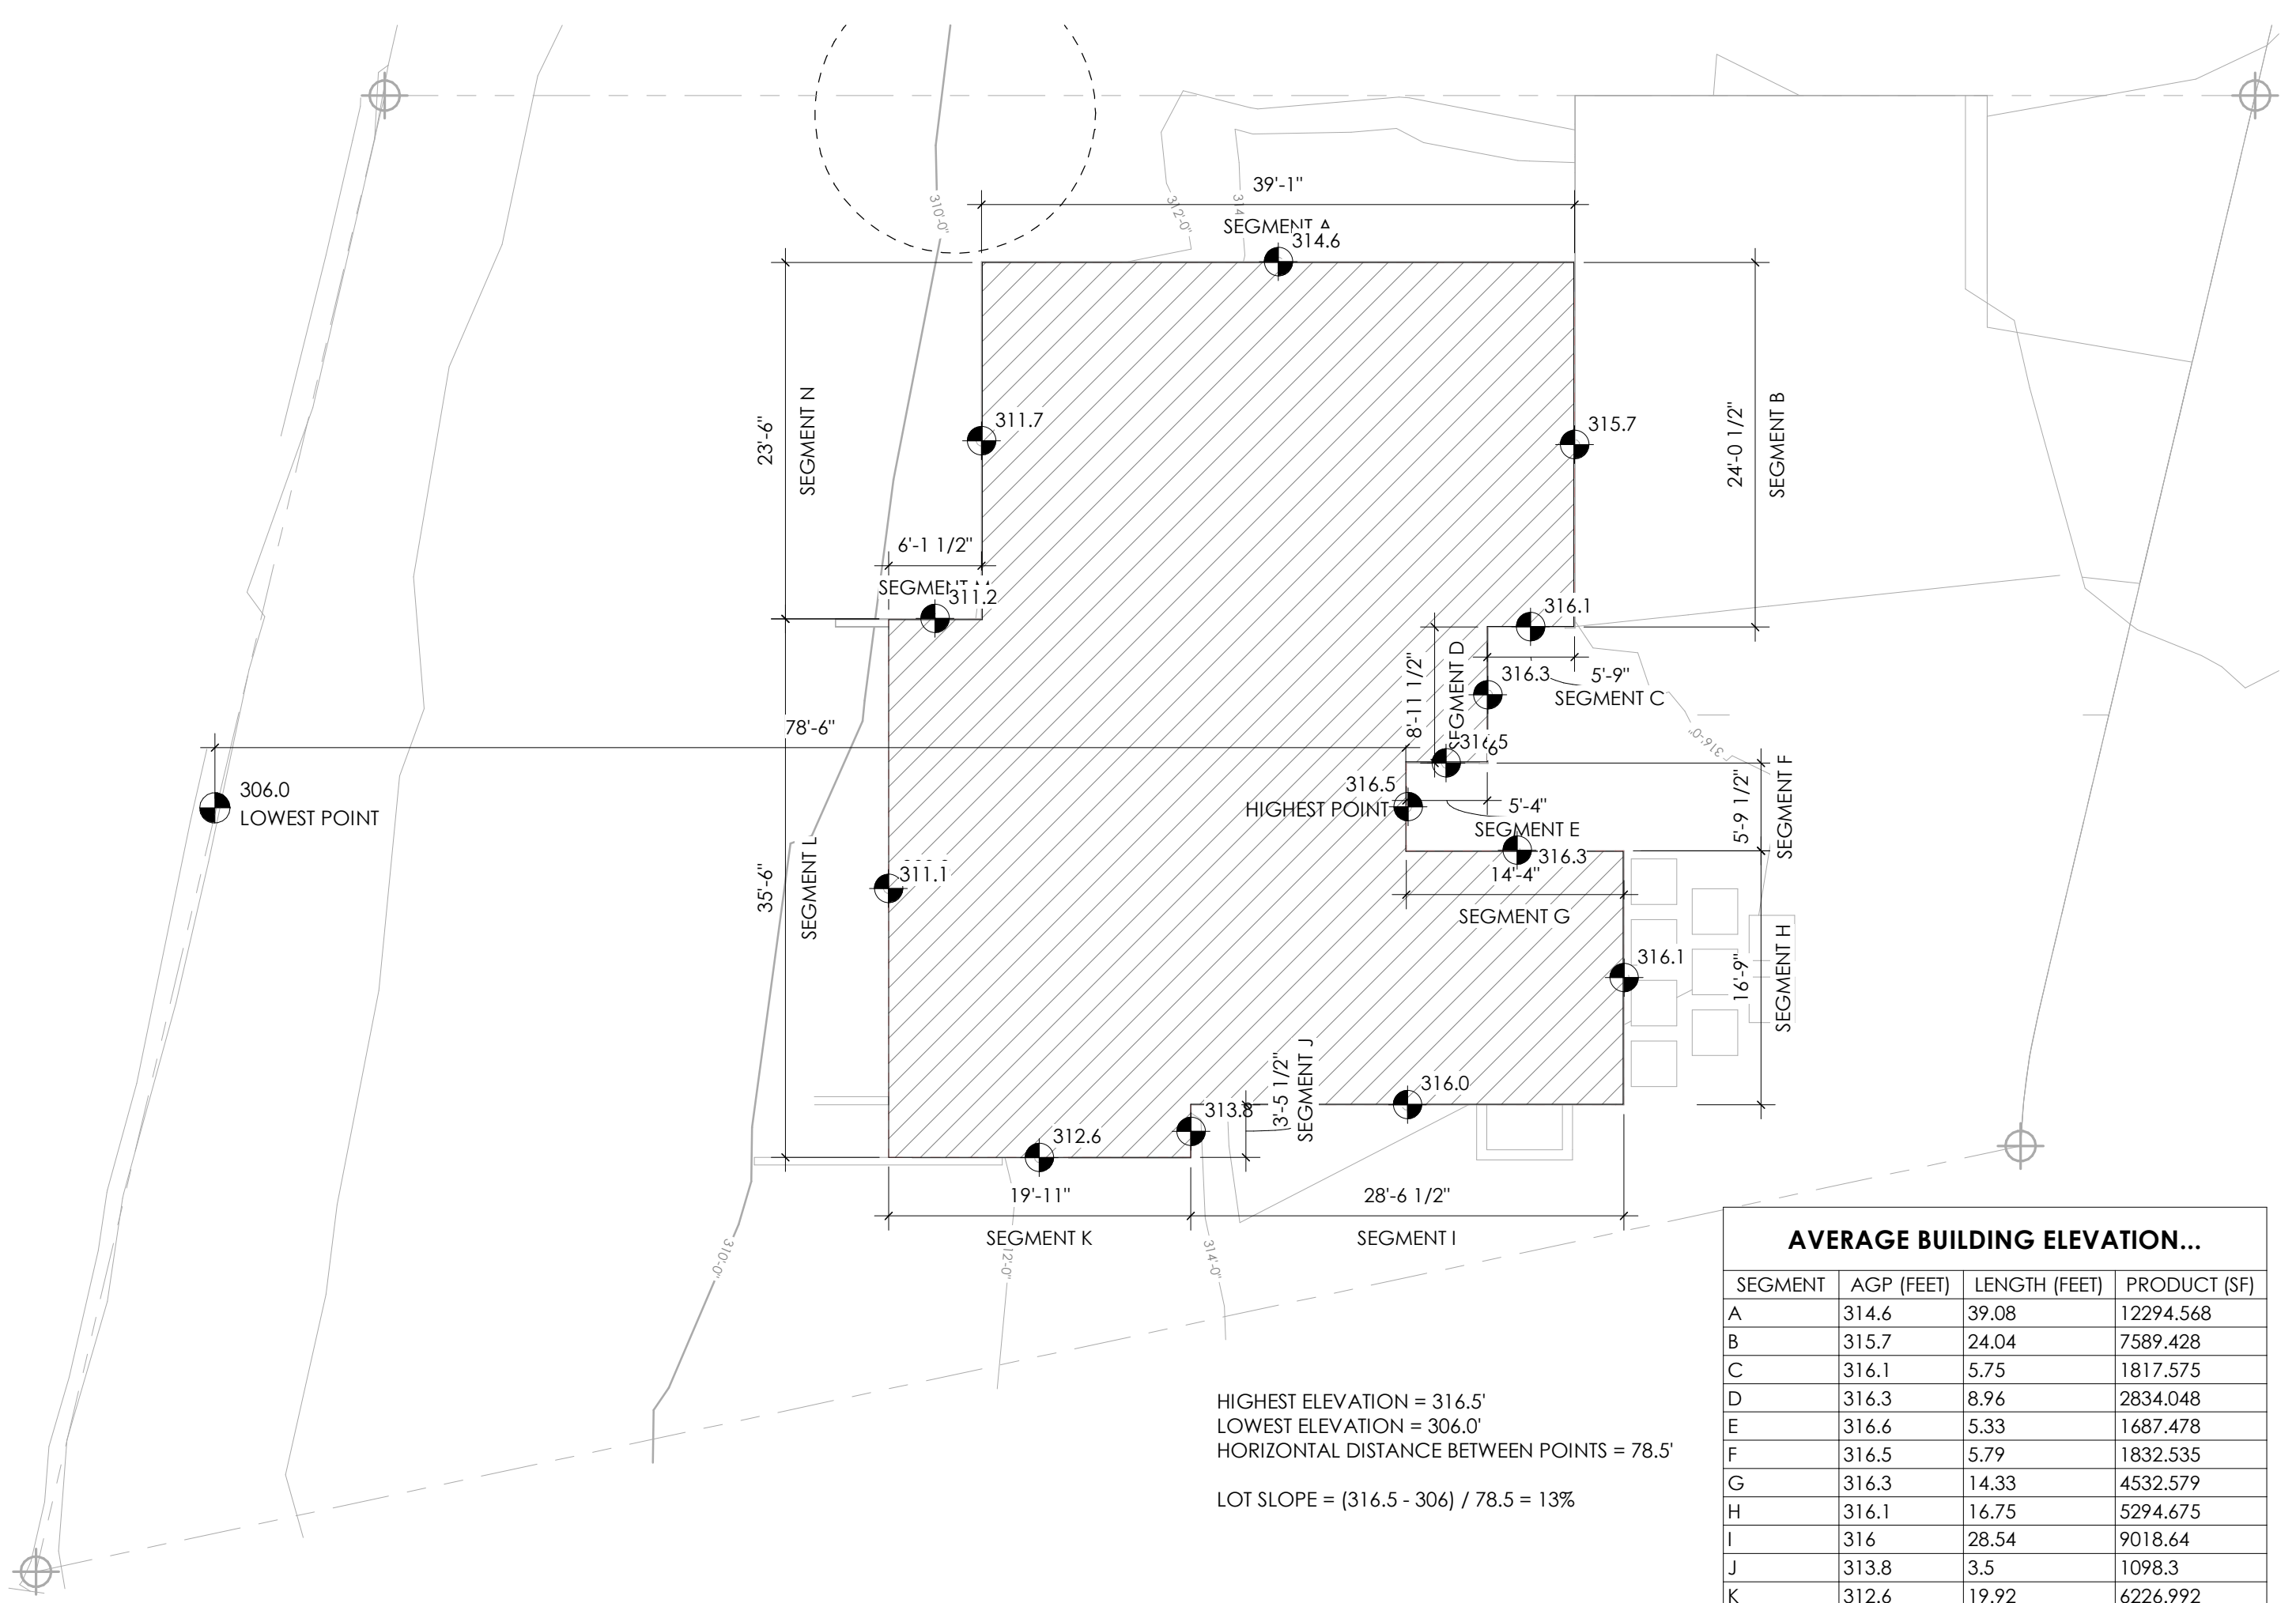 39'-1"
310'-0"
312'-0"
314
314.6
23'-6"
SEGMENT N
311.7
315.7
24'-0 1/2"
SEGMENT B
6'-1 1/2"
311.2
316.1
8'-11 1/2"
SEGMENT D
316.3
5'-9"
SEGMENT C
78'-6"
316'-0"
306.0
LOWEST POINT
316.5
HIGHEST POINT
5'-4"
SEGMENT E
5'-9 1/2"
SEGMENT F
316.3
14'-4"
SEGMENT G
35'-6"
SEGMENT L
311.1
316.1
16'-9"
SEGMENT H
316.0
313.8
3'-5 1/2"
SEGMENT J
312.6
19'-11"
28'-6 1/2"
SEGMENT K
SEGMENT I
310'-0"
12'-0"
314'-0"
HIGHEST ELEVATION = 316.5'
LOWEST ELEVATION = 306.0'
HORIZONTAL DISTANCE BETWEEN POINTS = 78.5'
LOT SLOPE = (316.5 - 306) / 78.5 = 13%
AVERAGE BUILDING ELEVATION...
SEGMENT AGP (FEET) LENGTH (FEET) PRODUCT (SF)
A 314.6 39.08 12294.568
B 315.7 24.04 7589.428
C 316.1 5.75 1817.575
D 316.3 8.96 2834.048
E 316.6 5.33 1687.478
F 316.5 5.79 1832.535
G 316.3 14.33 4532.579
H 316.1 16.75 5294.675
I 316 28.54 9018.64
J 313.8 3.5 1098.3
K 312.6 19.92 6226.992